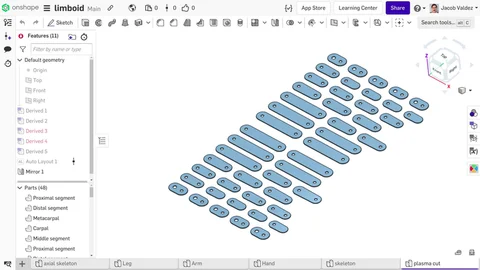 onshape
limboid Main
0
0
0
App Store
Learning Center
Share
Jacob Valdez
Sketch
Search tools...
Features (11)
Filter by name or type
Default geometry
Origin
Top
Front
Right
Derived 1
Derived 2
Derived 3
Derived 4
Derived 5
Auto Layout 1
Mirror 1
Parts (48)
Proximal segment
Distal segment
Metacarpal
Carpal
Middle segment
Proximal segment
Top
Right
Z
X
axial skeleton
Leg
Arm
Hand
skeleton
plasma cut